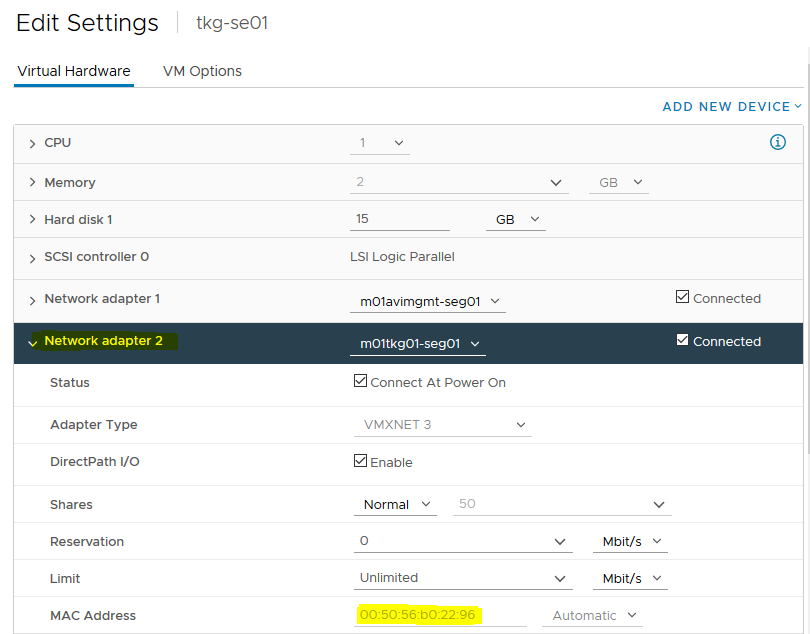 Edit Settings tkg-se01
Virtual Hardware VM Options
ADD NEW DEVICE
CPU 1
Memory 2 GB
Hard disk 1 15 GB
SCSI controller 0 LSI Logic Parallel
Network adapter 1 m01avimgmt-seg01 Connected
Network adapter 2 m01tkg01-seg01 Connected
Status Connect At Power On
Adapter Type VMXNET 3
DirectPath I/O Enable
Shares Normal 50
Reservation 0 Mbit/s
Limit Unlimited Mbit/s
MAC Address 00:50:56:b0:22:96 Automatic